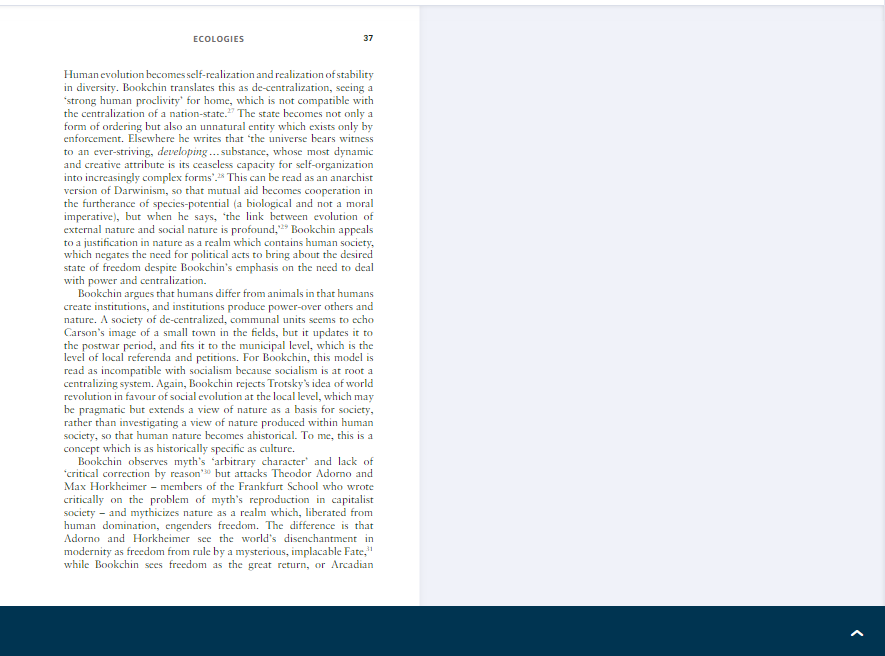 ECOLOGIES 37
Human evolution becomes self-realization and realization of stability
in diversity. Bookchin translates this as de-centralization, seeing a
‘strong human proclivity’ for home, which is not compatible with
the centralization of a nation-state.27 The state becomes not only a
form of ordering but also an unnatural entity which exists only by
enforcement. Elsewhere he writes that ‘the universe bears witness
to an ever-striving, developing … substance, whose most dynamic
and creative attribute is its ceaseless capacity for self-organization
into increasingly complex forms’.28 This can be read as an anarchist
version of Darwinism, so that mutual aid becomes cooperation in
the furtherance of species-potential (a biological and not a moral
imperative), but when he says, ‘the link between evolution of
external nature and social nature is profound,’29 Bookchin appeals
to a justification in nature as a realm which contains human society,
which negates the need for political acts to bring about the desired
state of freedom despite Bookchin’s emphasis on the need to deal
with power and centralization.
Bookchin argues that humans differ from animals in that humans
create institutions, and institutions produce power-over others and
nature. A society of de-centralized, communal units seems to echo
Carson’s image of a small town in the fields, but it updates it to
the postwar period, and fits it to the municipal level, which is the
level of local referenda and petitions. For Bookchin, this model is
read as incompatible with socialism because socialism is at root a
centralizing system. Again, Bookchin rejects Trotsky’s idea of world
revolution in favour of social evolution at the local level, which may
be pragmatic but extends a view of nature as a basis for society,
rather than investigating a view of nature produced within human
society, so that human nature becomes ahistorical. To me, this is a
concept which is as historically specific as culture.
Bookchin observes myth’s ‘arbitrary character’ and lack of
‘critical correction by reason’30 but attacks Theodor Adorno and
Max Horkheimer – members of the Frankfurt School who wrote
critically on the problem of myth’s reproduction in capitalist
society – and mythicizes nature as a realm which, liberated from
human domination, engenders freedom. The difference is that
Adorno and Horkheimer see the world’s disenchantment in
modernity as freedom from rule by a mysterious, implacable Fate,31
while Bookchin sees freedom as the great return, or Arcadian